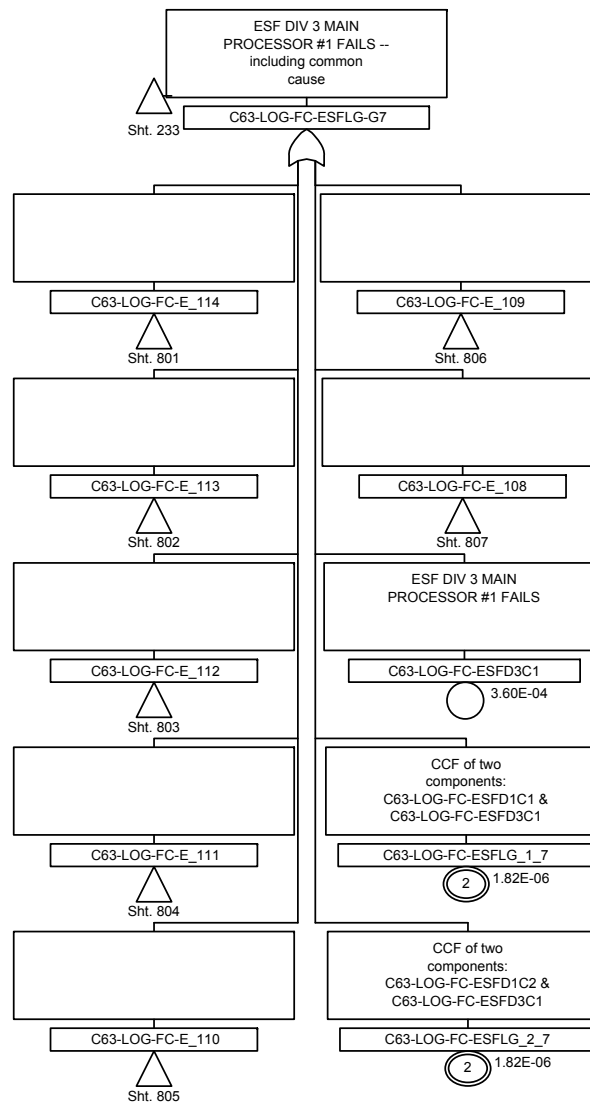 ESF DIV 3 MAIN
PROCESSOR #1 FAILS --
including common
cause
Sht. 233
C63-LOG-FC-ESFLG-G7
C63-LOG-FC-E_114
Sht. 801
C63-LOG-FC-E_109
Sht. 806
C63-LOG-FC-E_113
Sht. 802
C63-LOG-FC-E_108
Sht. 807
C63-LOG-FC-E_112
Sht. 803
ESF DIV 3 MAIN
PROCESSOR #1 FAILS
C63-LOG-FC-ESFD3C1
3.60E-04
C63-LOG-FC-E_111
Sht. 804
CCF of two
components:
C63-LOG-FC-ESFD1C1 &
C63-LOG-FC-ESFD3C1
C63-LOG-FC-ESFLG_1_7
2
1.82E-06
C63-LOG-FC-E_110
Sht. 805
CCF of two
components:
C63-LOG-FC-ESFD1C2 &
C63-LOG-FC-ESFD3C1
C63-LOG-FC-ESFLG_2_7
2
1.82E-06